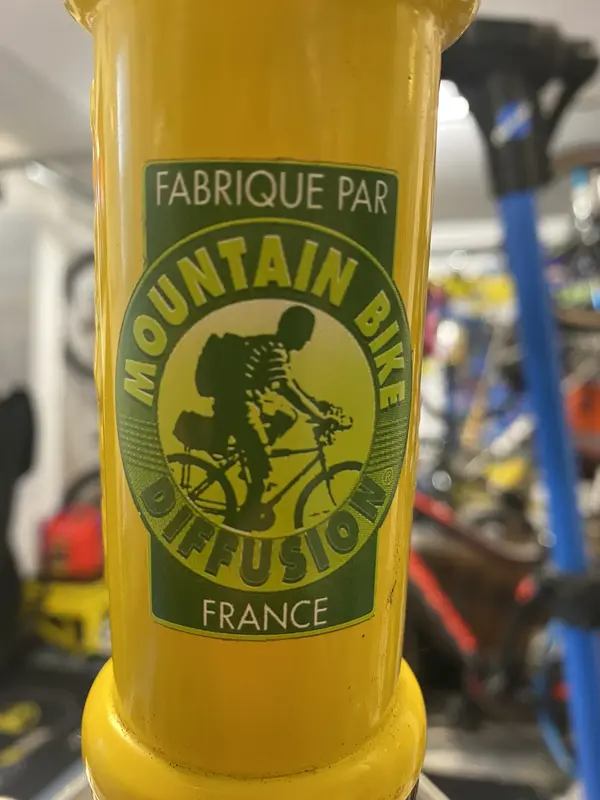 FABRIQUE PAR
MOUNTAIN BIKE
DIFFUSION
FRANCE